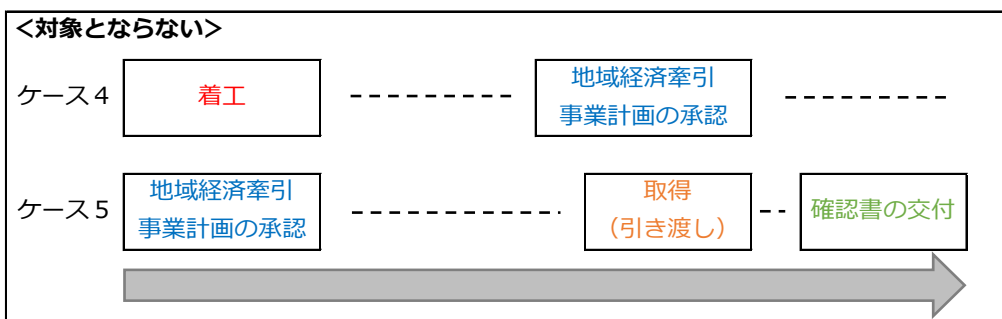 ＜対象とならない＞
ケース４
着工
地域経済牽引
事業計画の承認
ケース５
地域経済牽引
事業計画の承認
取得
（引き渡し）
確認書の交付